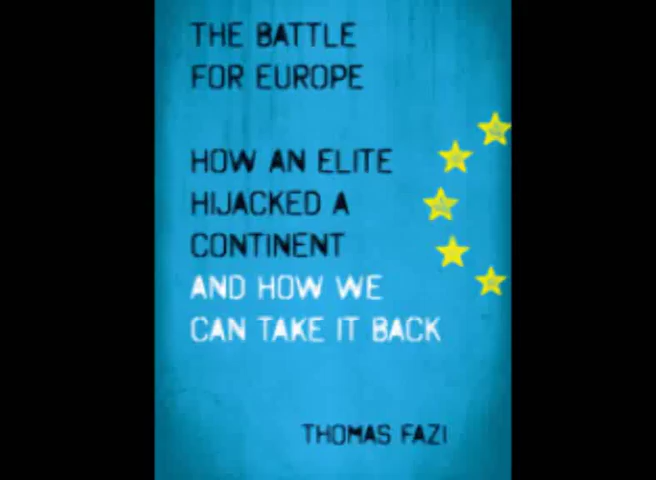 THE BATTLE
FOR EUROPE
HOW AN ELITE
HIJACKED A
CONTINENT
AND HOW WE
CAN TAKE IT BACK
THOMAS FAZI